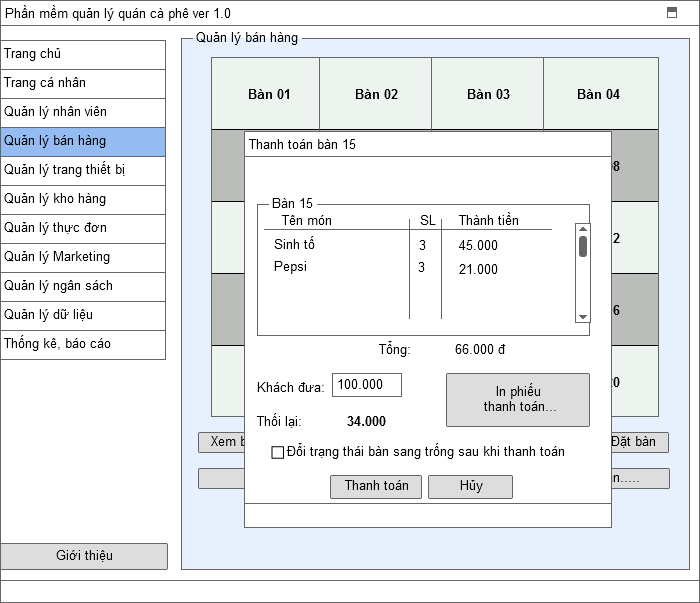 Phần mềm quản lý quán cà phê ver 1.0
Trang chủ
Trang cá nhân
Quản lý nhân viên
Quản lý bán hàng
Quản lý trang thiết bị
Quản lý kho hàng
Quản lý thực đơn
Quản lý Marketing
Quản lý ngân sách
Quản lý dữ liệu
Thống kê, báo cáo
Giới thiệu
Quản lý bán hàng
Bàn 01 Bàn 02 Bàn 03 Bàn 04
8
2
6
20
Xem Đặt bàn
Thanh toán bàn 15
Bàn 15
Tên món SL Thành tiền
Sinh tố 3 45.000
Pepsi 3 21.000
Tổng: 66.000 đ
Khách đưa: 100.000
In phiếu
thanh toán...
Thối lại: 34.000
Đổi trạng thái bàn sang trống sau khi thanh toán
Thanh toán Hủy